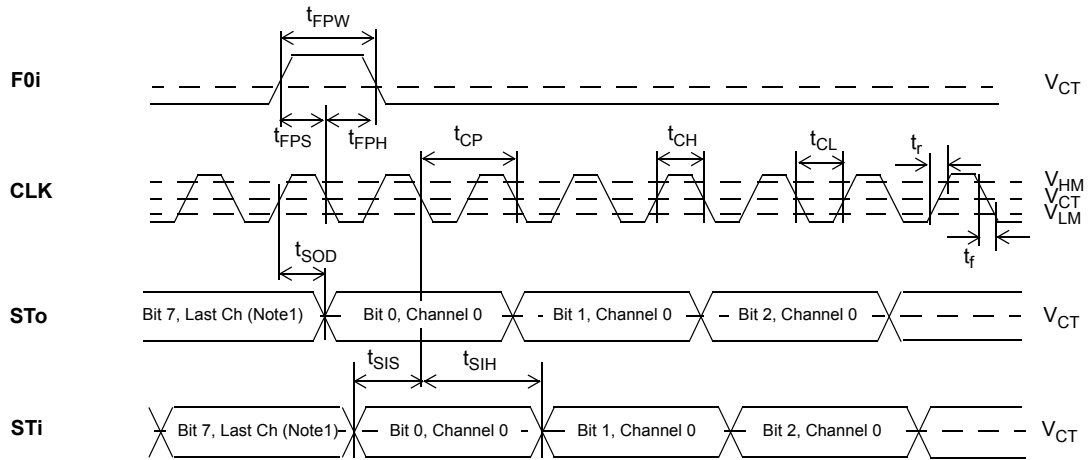 tFPW
F0i
VCT
tFPS
tFPH
tCP
tCH
tCL
tr
CLK
VHM
VCT
VLM
tSOD
tf
STo
Bit 7, Last Ch (Note1)
Bit 0, Channel 0
Bit 1, Channel 0
Bit 2, Channel 0
VCT
tSIS
tSIH
STi
Bit 7, Last Ch (Note1)
Bit 0, Channel 0
Bit 1, Channel 0
Bit 2, Channel 0
VCT